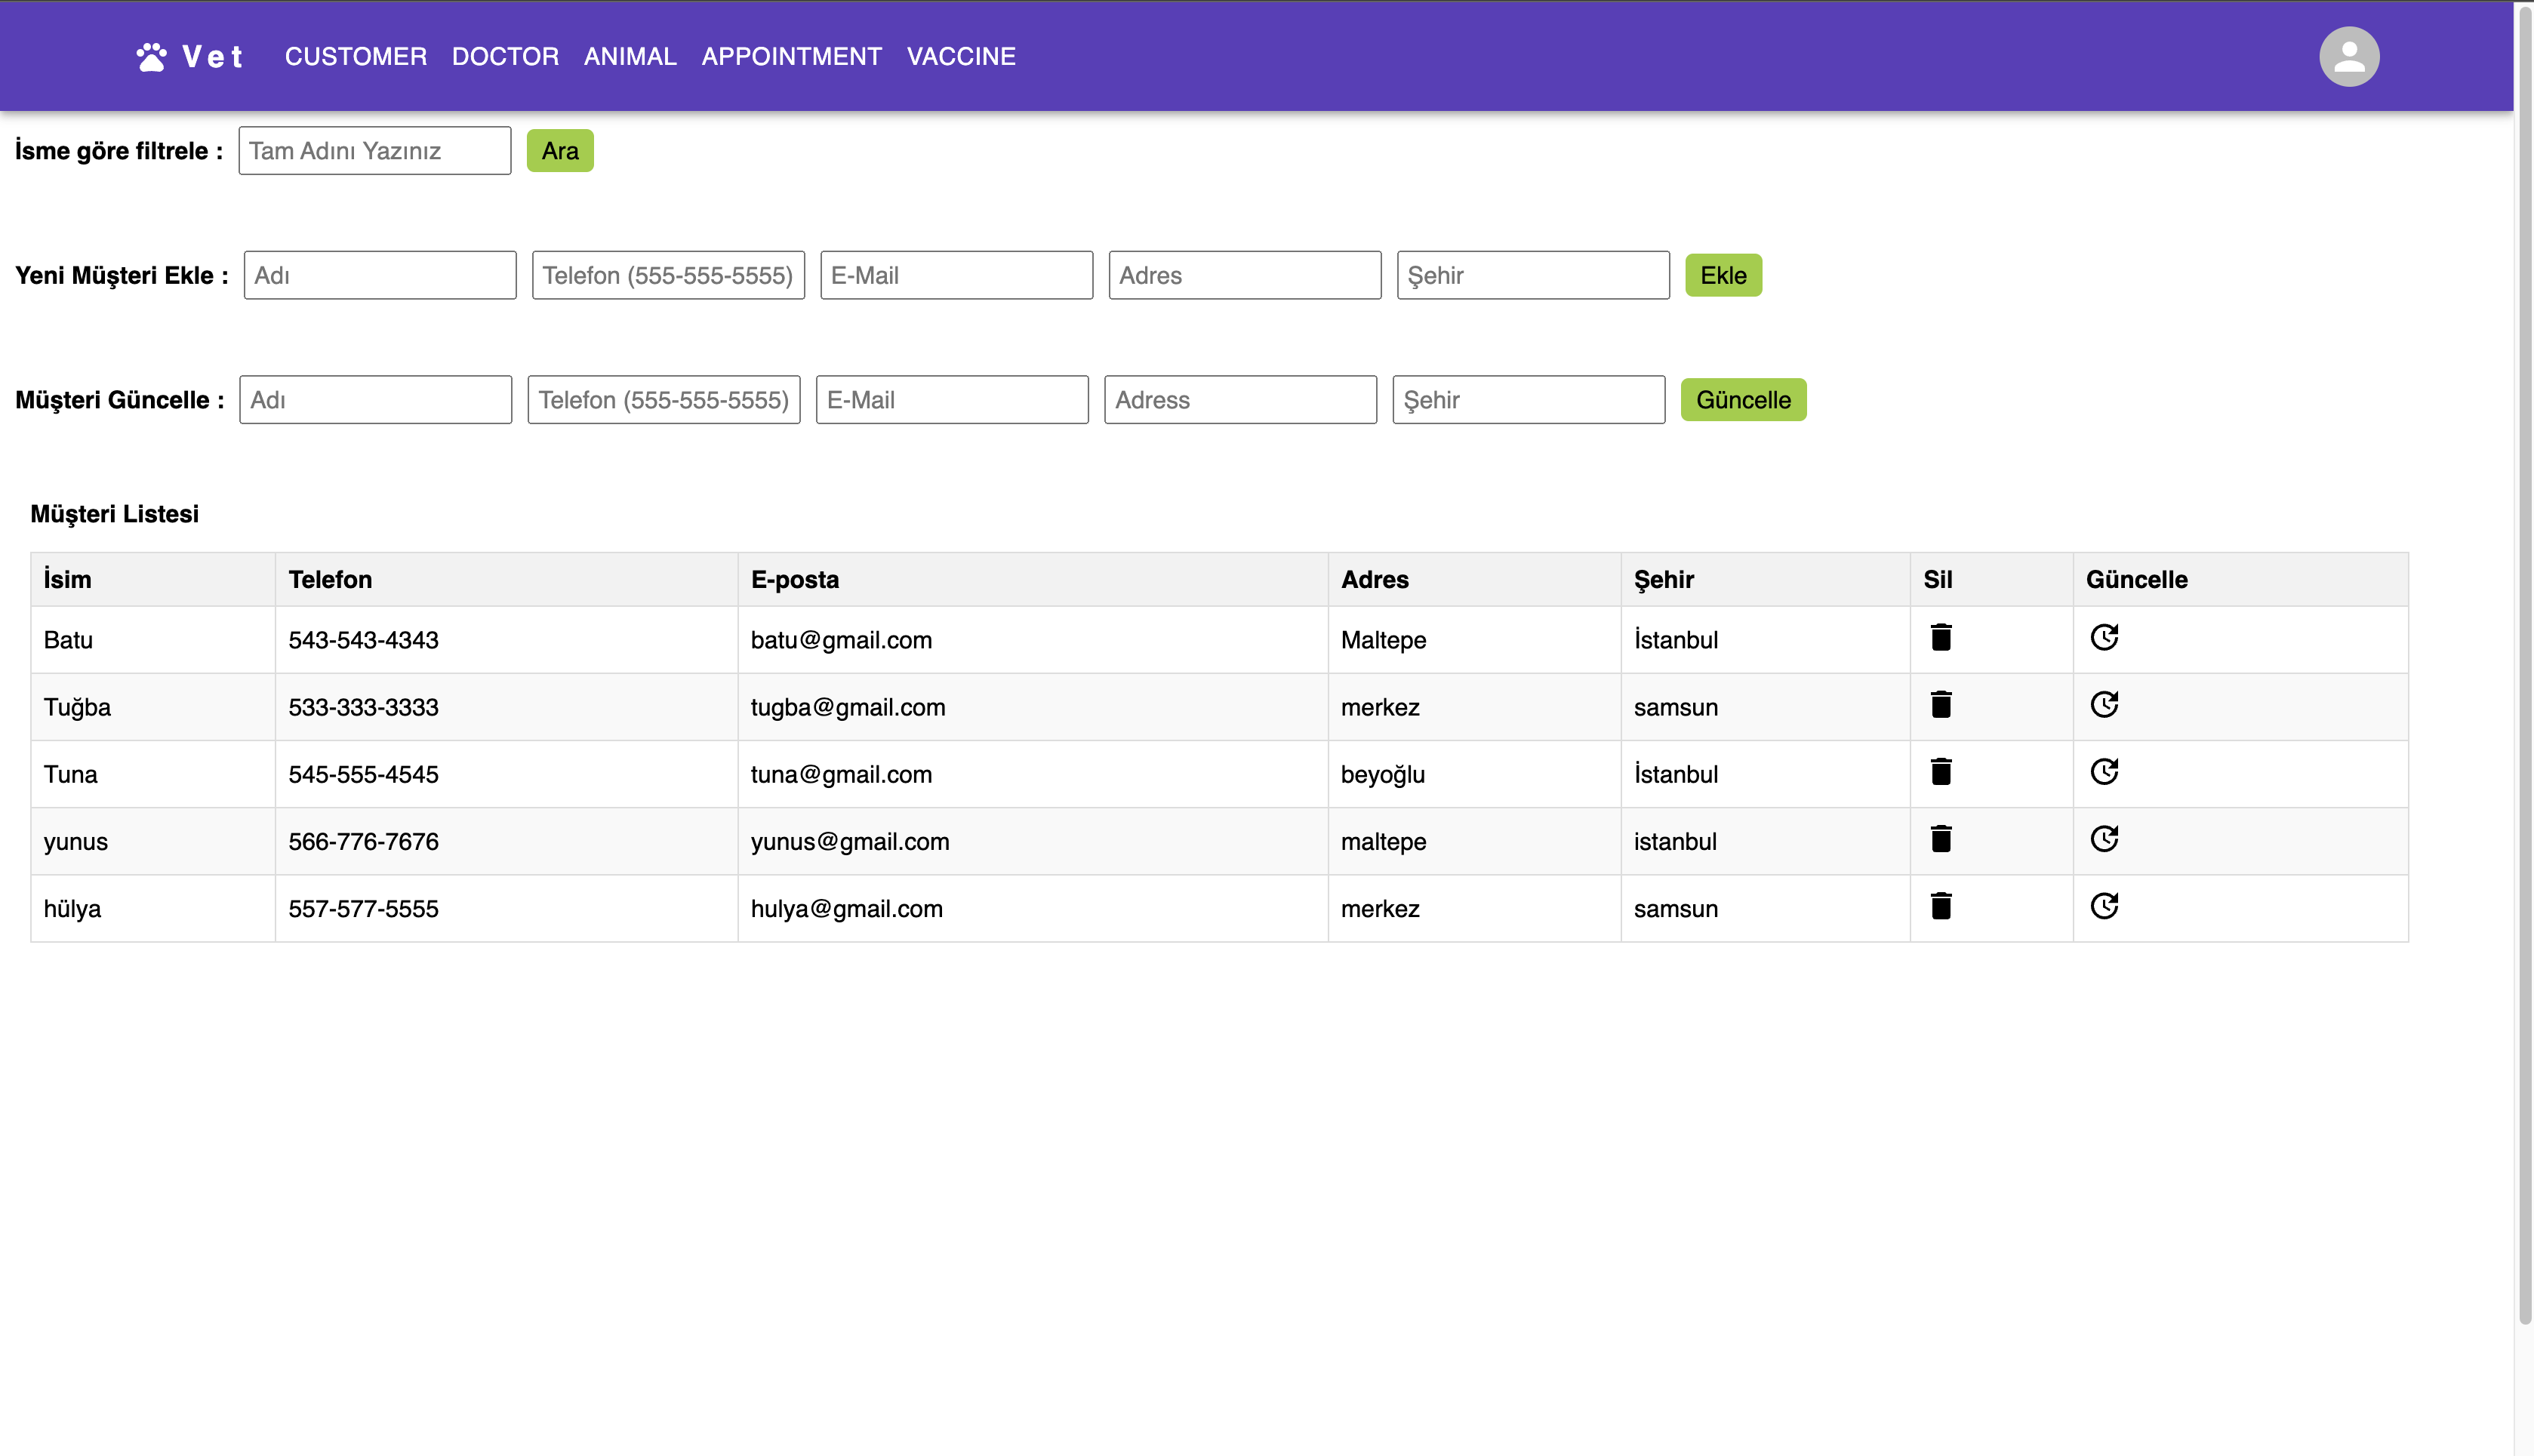 Vet CUSTOMER DOCTOR ANIMAL APPOINTMENT VACCINE
İsme göre filtrele : Tam Adını Yazınız Ara
Yeni Müşteri Ekle : Adı Telefon (555-555-5555) E-Mail Adres Şehir Ekle
Müşteri Güncelle : Adı Telefon (555-555-5555) E-Mail Adress Şehir Güncelle
Müşteri Listesi
İsim Telefon E-posta Adres Şehir Sil Güncelle
Batu 543-543-4343 batu@gmail.com Maltepe İstanbul
Tuğba 533-333-3333 tugba@gmail.com merkez samsun
Tuna 545-555-4545 tuna@gmail.com beyoğlu İstanbul
yunus 566-776-7676 yunus@gmail.com maltepe istanbul
hülya 557-577-5555 hulya@gmail.com merkez samsun